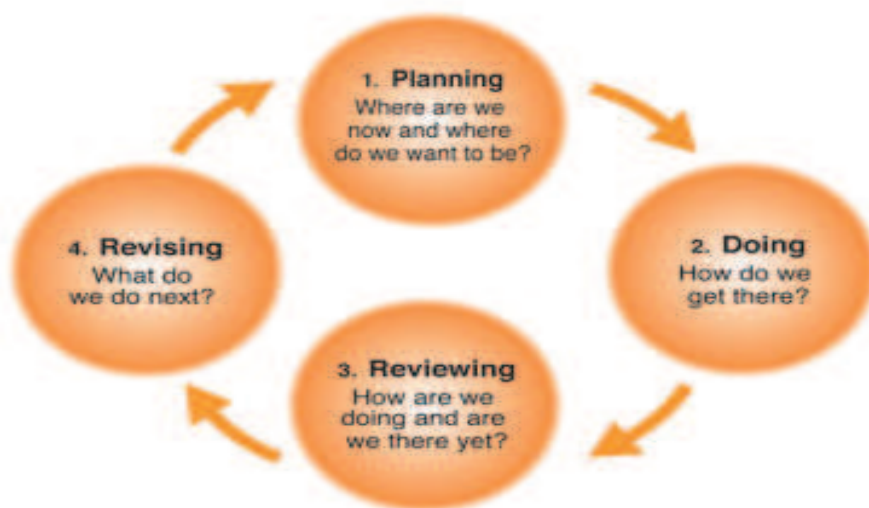 1. Planning
Where are we
now and where
do we want to be?
2. Doing
How do we
get there?
3. Reviewing
How are we
doing and are
we there yet?
4. Revising
What do
we do next?